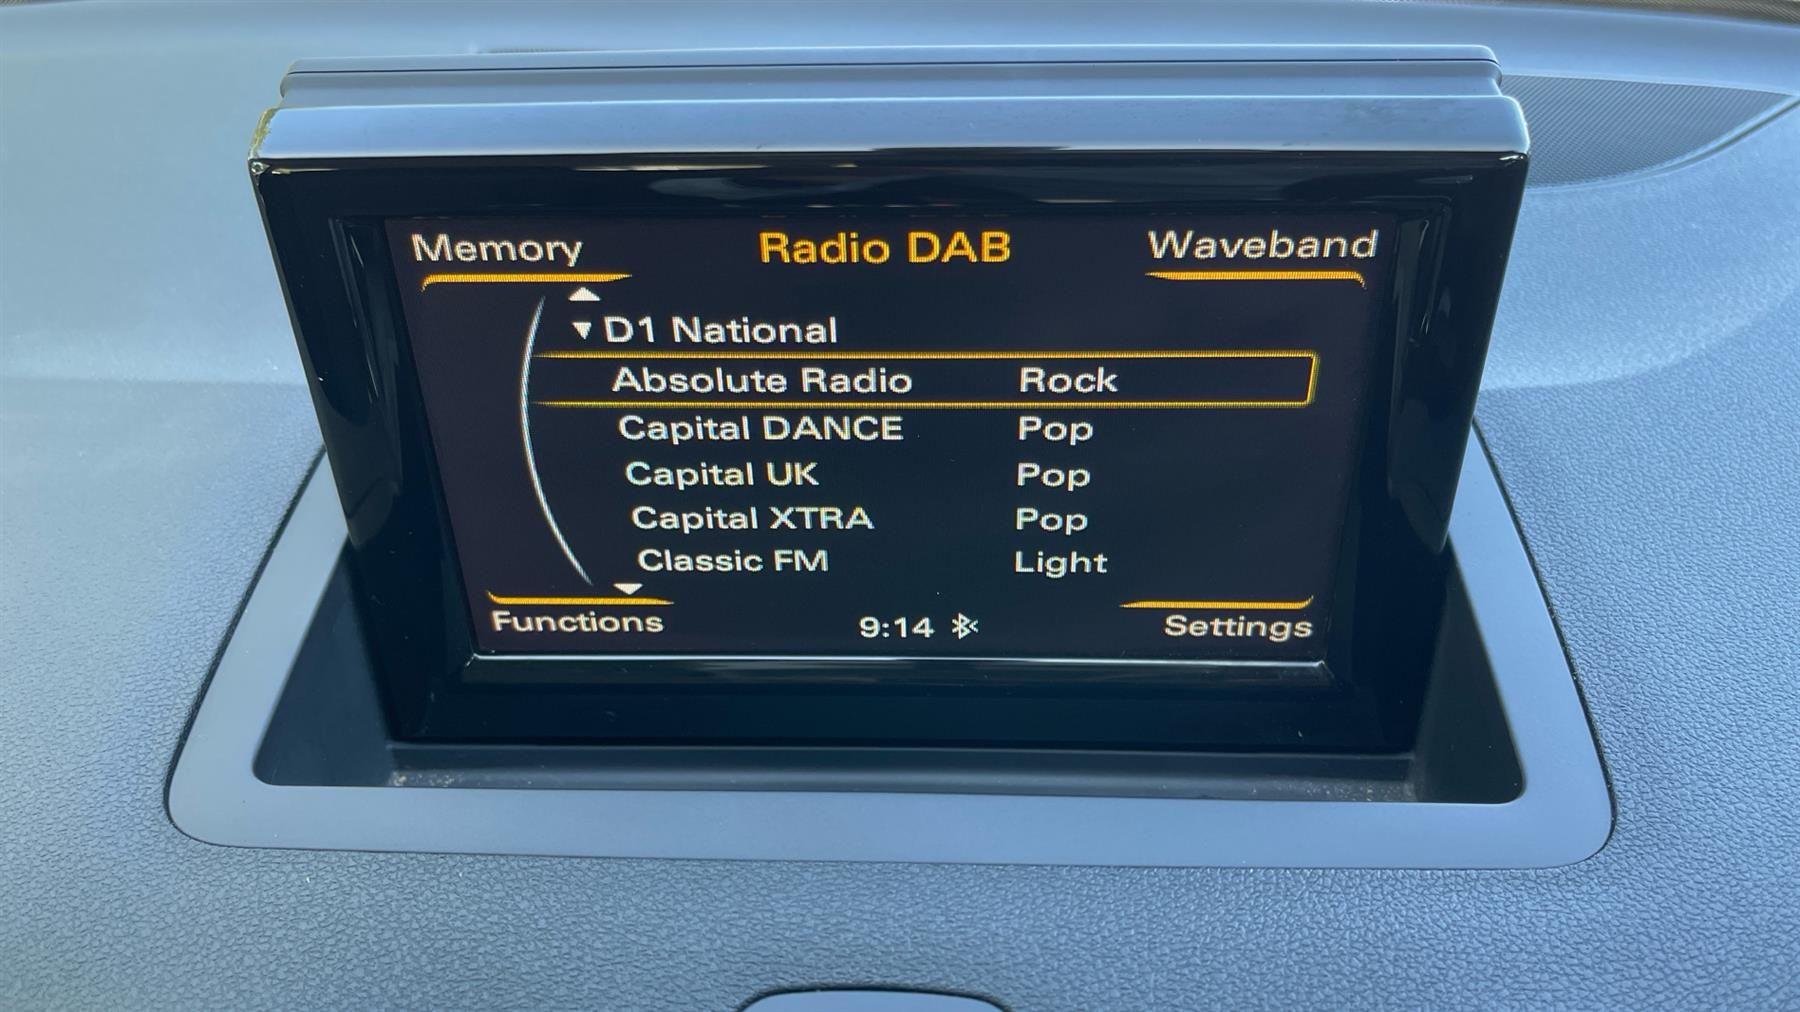 Memory Radio DAB Waveband
D1 National
Absolute Radio Rock
Capital DANCE Pop
Capital UK Pop
Capital XTRA Pop
Classic FM Light
Functions 9:14 Settings